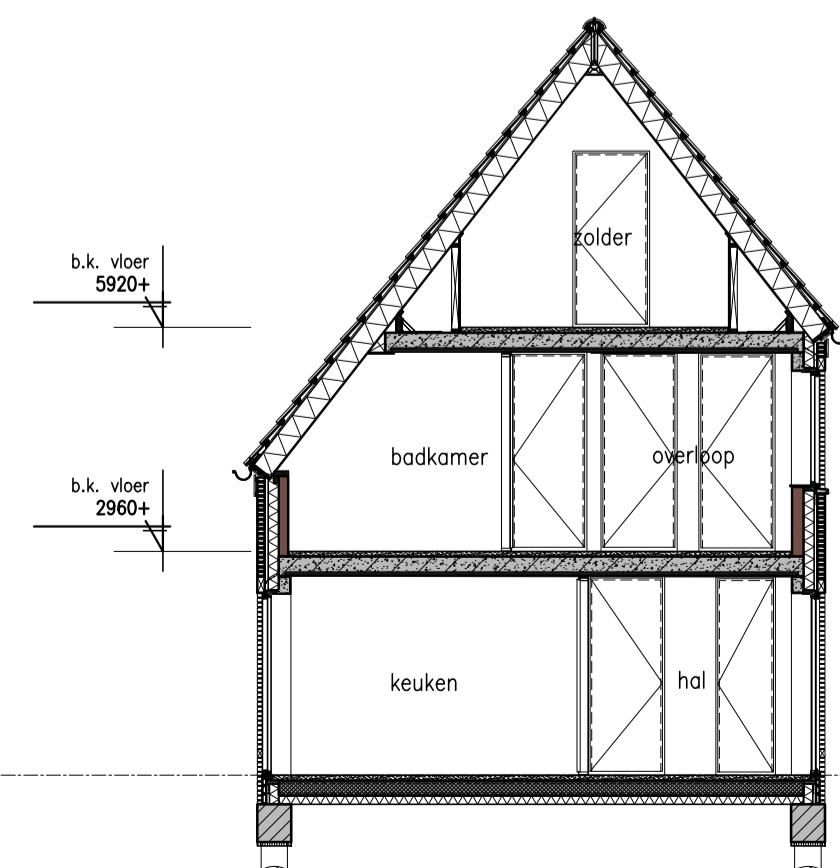 zolder
b.k. vloer
5920+
badkamer
overloop
b.k. vloer
2960+
keuken
hal